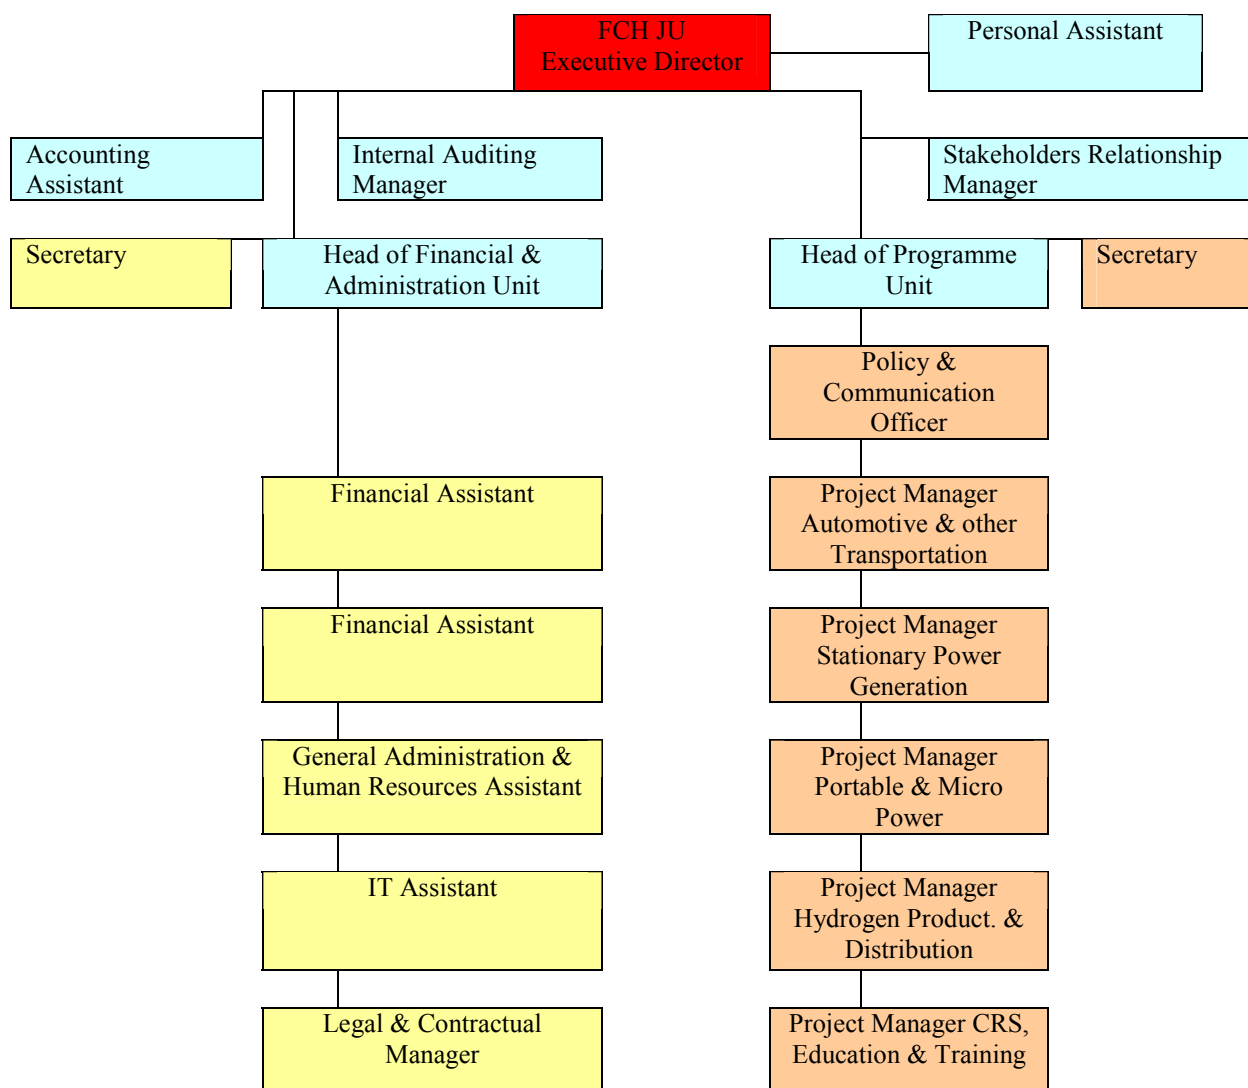 FCH JU
Executive Director
Personal Assistant
Accounting
Assistant
Internal Auditing
Manager
Stakeholders Relationship
Manager
Secretary
Head of Financial &
Administration Unit
Head of Programme
Unit
Secretary
Policy &
Communication
Officer
Financial Assistant
Project Manager
Automotive & other
Transportation
Financial Assistant
Project Manager
Stationary Power
Generation
General Administration &
Human Resources Assistant
Project Manager
Portable & Micro
Power
IT Assistant
Project Manager
Hydrogen Product. &
Distribution
Legal & Contractual
Manager
Project Manager CRS,
Education & Training